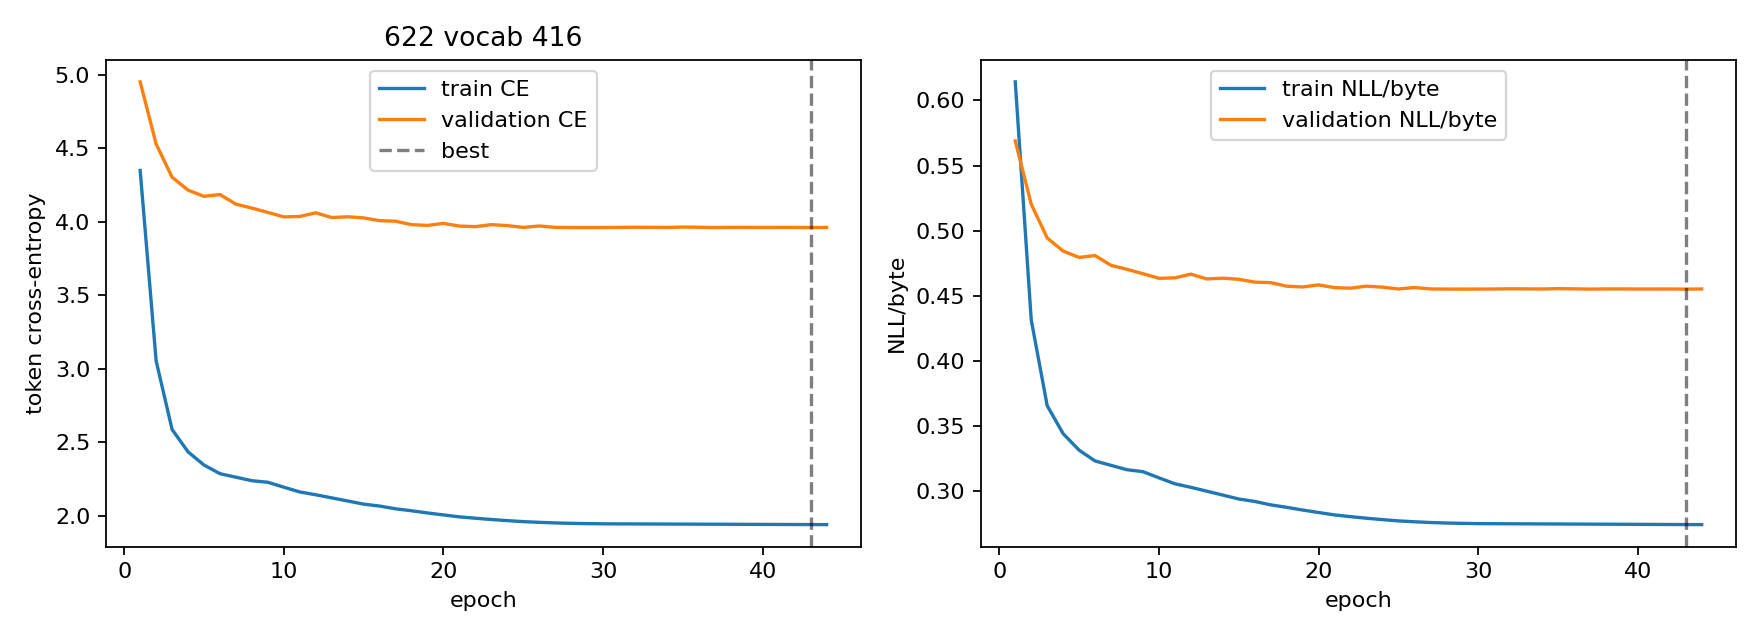 622 vocab 416
train CE
validation CE
best
token cross-entropy
5.0
4.5
4.0
3.5
3.0
2.5
2.0
0
10
20
30
40
epoch
train NLL/byte
validation NLL/byte
NLL/byte
0.60
0.55
0.50
0.45
0.40
0.35
0.30
0
10
20
30
40
epoch